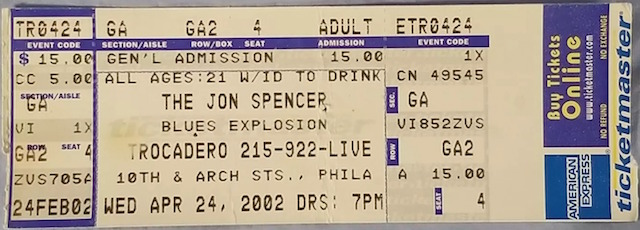 TR0424 GA GA2 4 ADULT ETR0424
EVENT CODE SECTION/AISLE ROW/BOX SEAT ADMISSION EVENT CODE
$ 15.00 GEN'L ADMISSION 15.00 1X
CC 5.00 ALL AGES:21 W/ID TO DRINK CN 49545
SECTION/AISLE
GA THE JON SPENCER SEC. GA
VI 1X BLUES EXPLOSION VI852ZVS
ROW SEAT
GA2 4 TROCADERO 215-922-LIVE ROW GA2
ZVS705A 10TH & ARCH STS., PHILA A 15.00
24FEB02 WED APR 24, 2002 DRS: 7PM SEAT 4
Buy Tickets
Online
www.ticketmaster.com
NO REFUND
NO EXCHANGE
AMERICAN
EXPRESS
ticketmaster